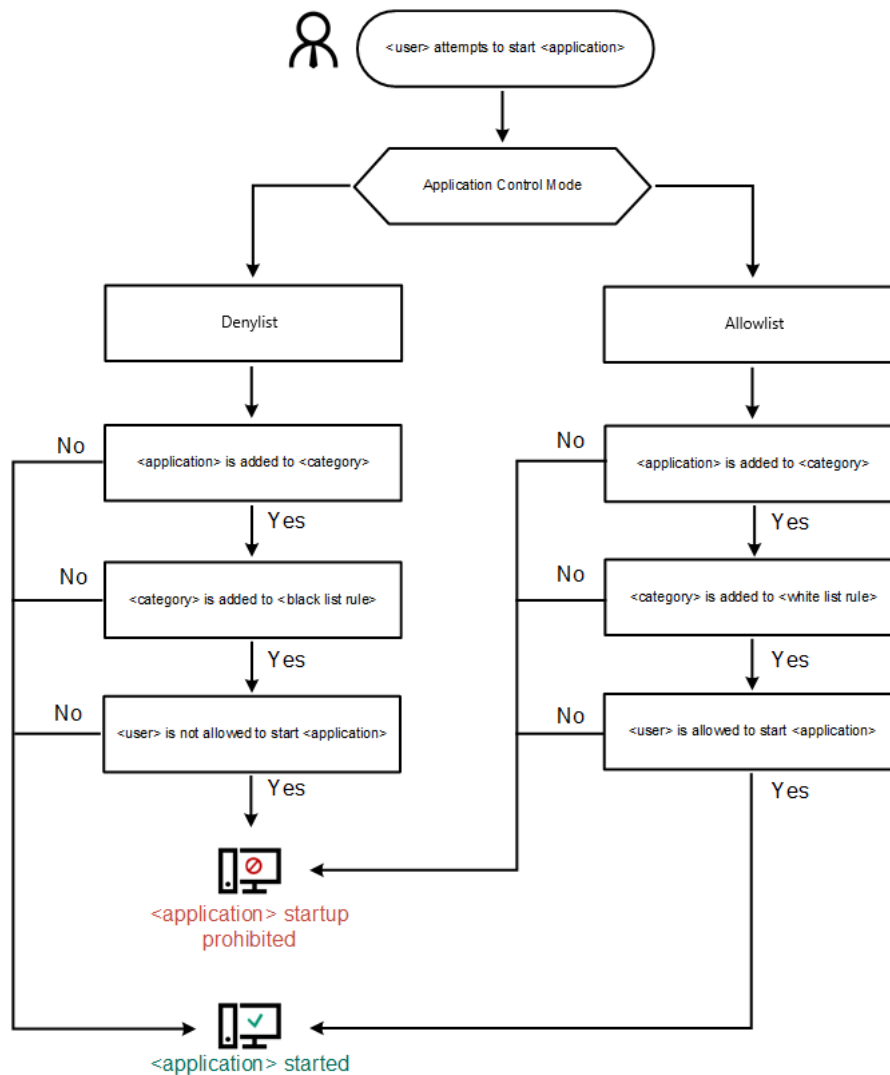 <user> attempts to start <application>
Application Control Mode
Denylist
Allowlist
No
<application> is added to <category>
Yes
No
<application> is added to <category>
Yes
No
<category> is added to <black list rule>
Yes
No
<category> is added to <white list rule>
Yes
No
<user> is not allowed to start <application>
Yes
No
<user> is allowed to start <application>
Yes
<application> startup
prohibited
<application> started